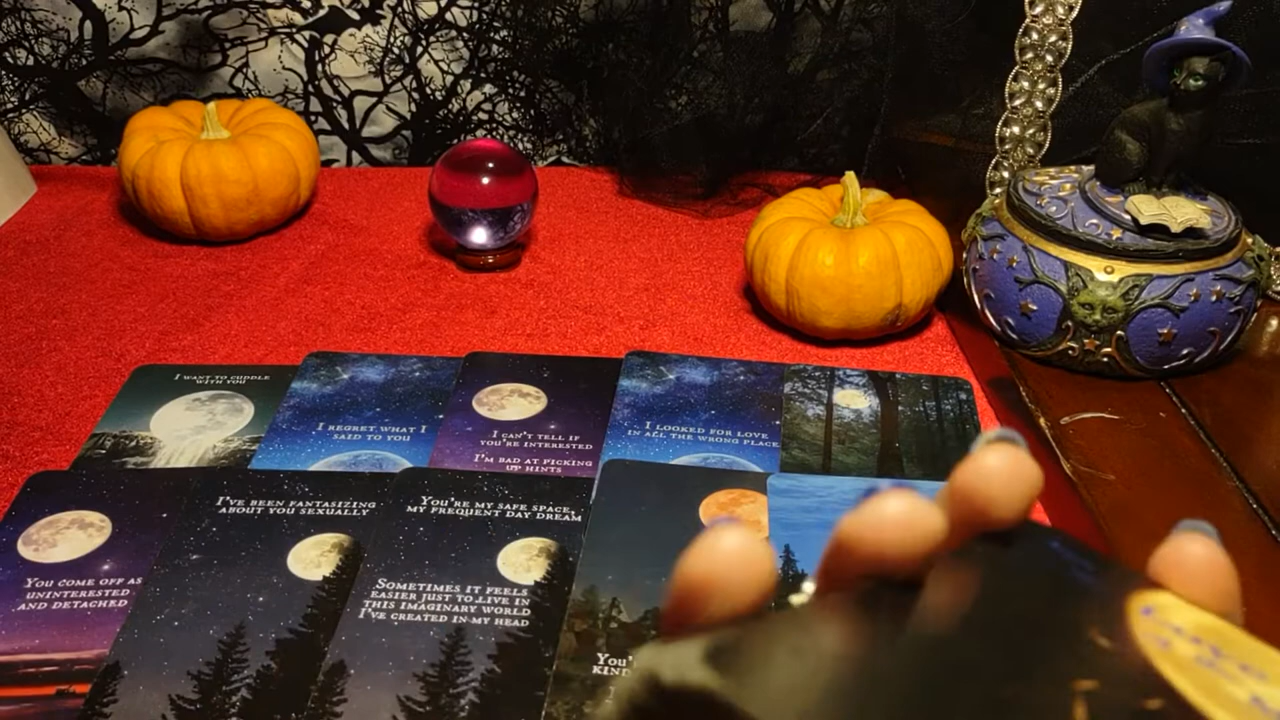 I WANT TO CUDDLE
WITH YOU
I REGRET WHAT I
SAID TO YOU
I CAN'T TELL IF
YOU'RE INTERESTED
I'M BAD AT PICKING
UP HINTS
I LOOKED FOR LOVE
IN ALL THE WRONG PLACE
YOU COME OFF AS
UNINTERESTED
AND DETACHED
I'VE BEEN FANTASIZING
ABOUT YOU SEXUALLY
YOU'RE MY SAFE SPACE,
MY FREQUENT DAY DREAM
SOMETIMES IT FEELS
EASIER JUST TO LIVE IN
THIS IMAGINARY WORLD
I'VE CREATED IN MY HEAD
YOU'
KIND